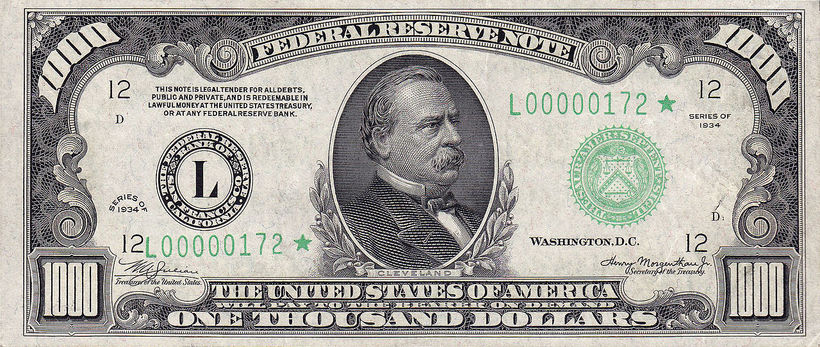 1000
FEDERAL RESERVE NOTE
1000
12
D
THIS NOTE IS LEGAL TENDER FOR ALL DEBTS,
PUBLIC AND PRIVATE, AND IS REDEEMABLE IN
LAWFUL MONEY AT THE UNITED STATES TREASURY,
OR AT ANY FEDERAL RESERVE BANK.
12
L00000172 ★
SERIES OF
1934
FEDERAL RESERVE
BANK OF
SAN FRANCISCO
CALIFORNIA
L
SERIES OF
1934
D
12
L00000172 ★
WASHINGTON, D.C.
12
W A Julian
Treasurer of the United States.
CLEVELAND
Henry Morgenthau Jr.
Secretary of the Treasury.
1000
THE UNITED STATES OF AMERICA
WILL PAY TO THE BEARER ON DEMAND
ONE THOUSAND DOLLARS
1000